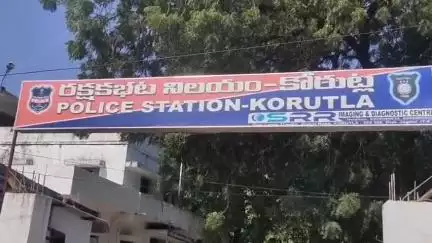 రక్షకభట నిలయం-కోరుట్ల
POLICE STATION-KORUTLA
SRR IMAGING & DIAGNOSTIC CENTRE